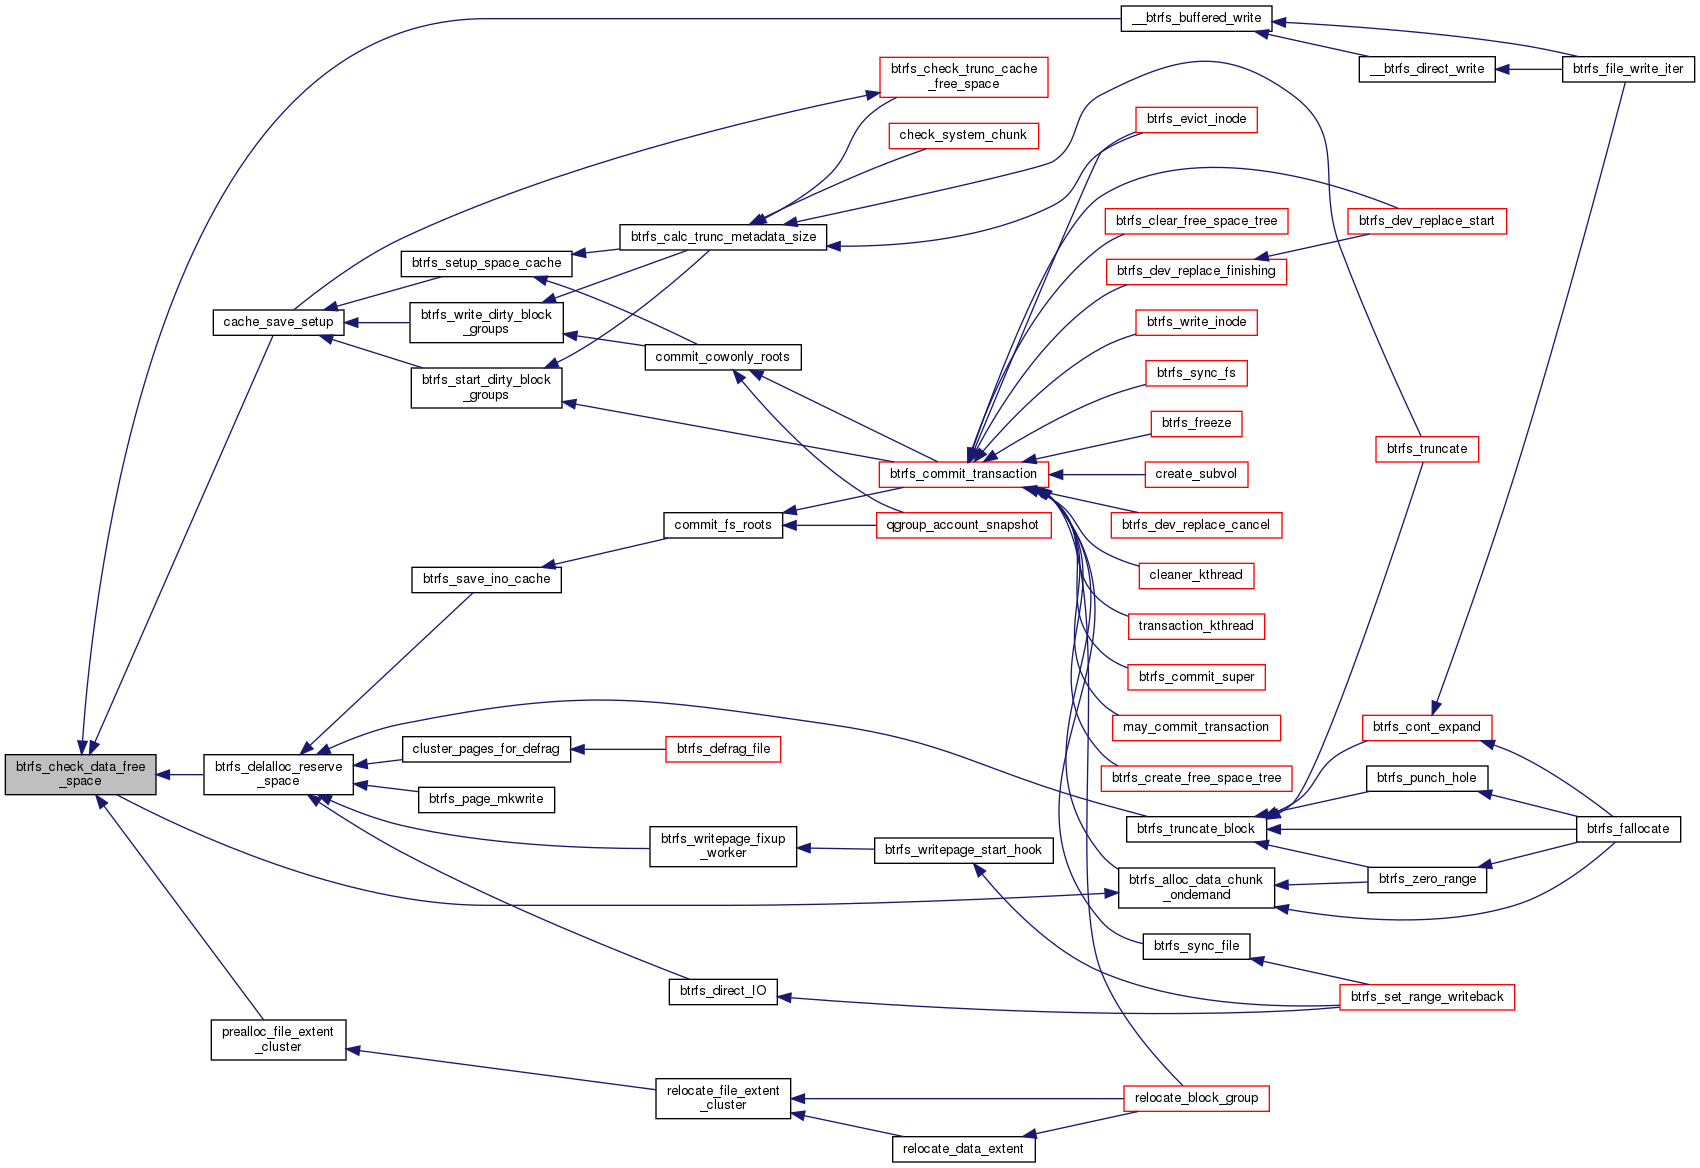 __btrfs_buffered_write
__btrfs_direct_write
btrfs_file_write_iter
btrfs_check_trunc_cache
_free_space
btrfs_evict_inode
check_system_chunk
btrfs_clear_free_space_tree
btrfs_dev_replace_start
btrfs_calc_trunc_metadata_size
btrfs_setup_space_cache
btrfs_dev_replace_finishing
cache_save_setup
btrfs_write_dirty_block
_groups
btrfs_write_inode
commit_cowonly_roots
btrfs_sync_fs
btrfs_start_dirty_block
_groups
btrfs_freeze
btrfs_truncate
btrfs_commit_transaction
create_subvol
commit_fs_roots
qgroup_account_snapshot
btrfs_dev_replace_cancel
btrfs_save_ino_cache
cleaner_kthread
transaction_kthread
btrfs_commit_super
may_commit_transaction
btrfs_cont_expand
btrfs_check_data_free
_space
btrfs_delalloc_reserve
_space
cluster_pages_for_defrag
btrfs_defrag_file
btrfs_create_free_space_tree
btrfs_punch_hole
btrfs_page_mkwrite
btrfs_truncate_block
btrfs_fallocate
btrfs_writepage_fixup
_worker
btrfs_writepage_start_hook
btrfs_alloc_data_chunk
_ondemand
btrfs_zero_range
btrfs_sync_file
btrfs_direct_IO
btrfs_set_range_writeback
prealloc_file_extent
_cluster
relocate_file_extent
_cluster
relocate_block_group
relocate_data_extent